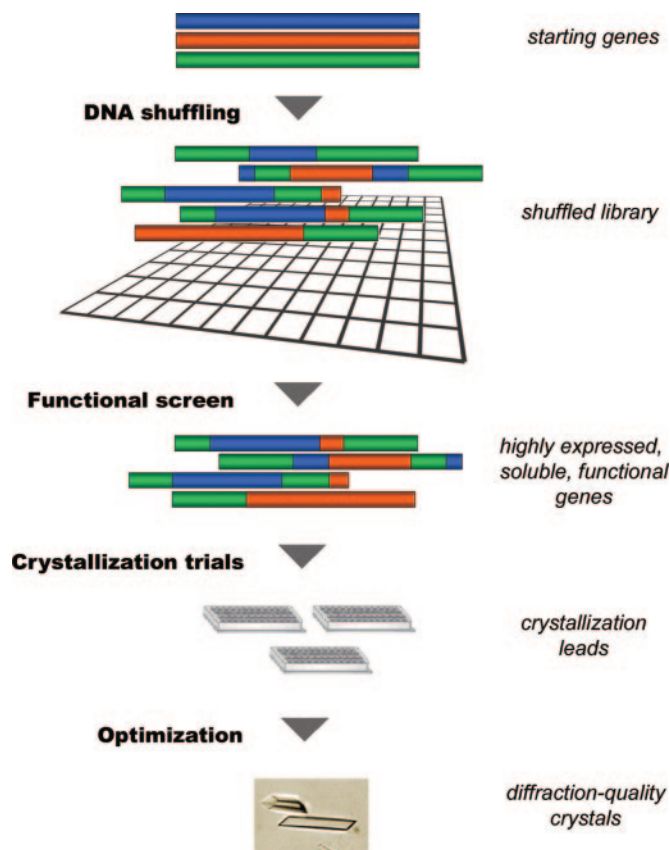 starting genes
DNA shuffling
shuffled library
Functional screen
highly expressed,
soluble, functional
genes
Crystallization trials
crystallization
leads
Optimization
diffraction-quality
crystals